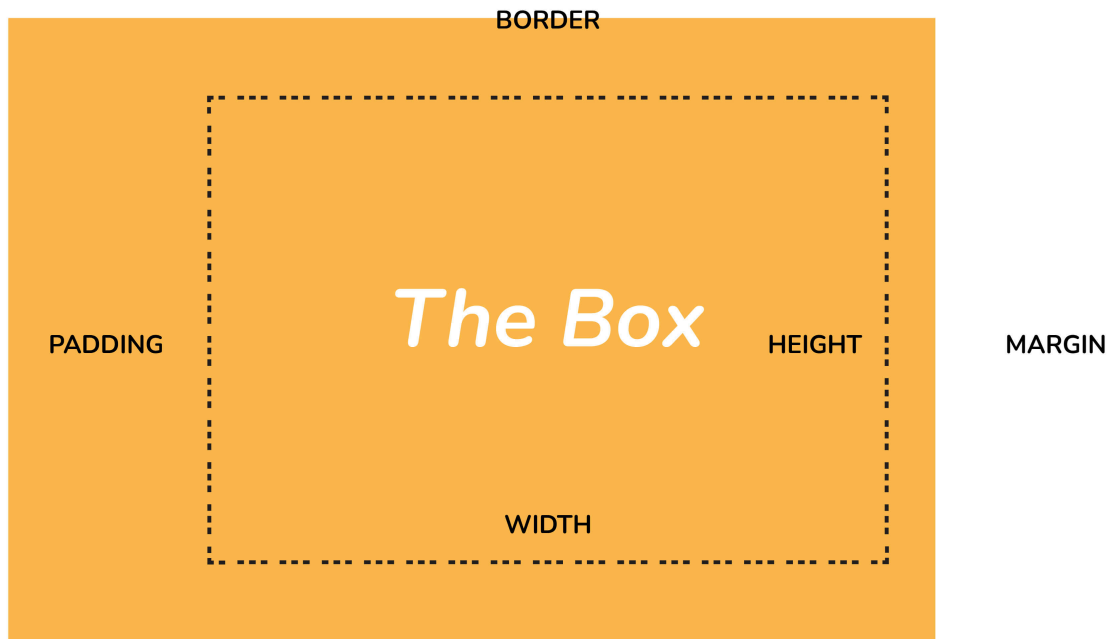 BORDER
The Box
PADDING
HEIGHT
MARGIN
WIDTH